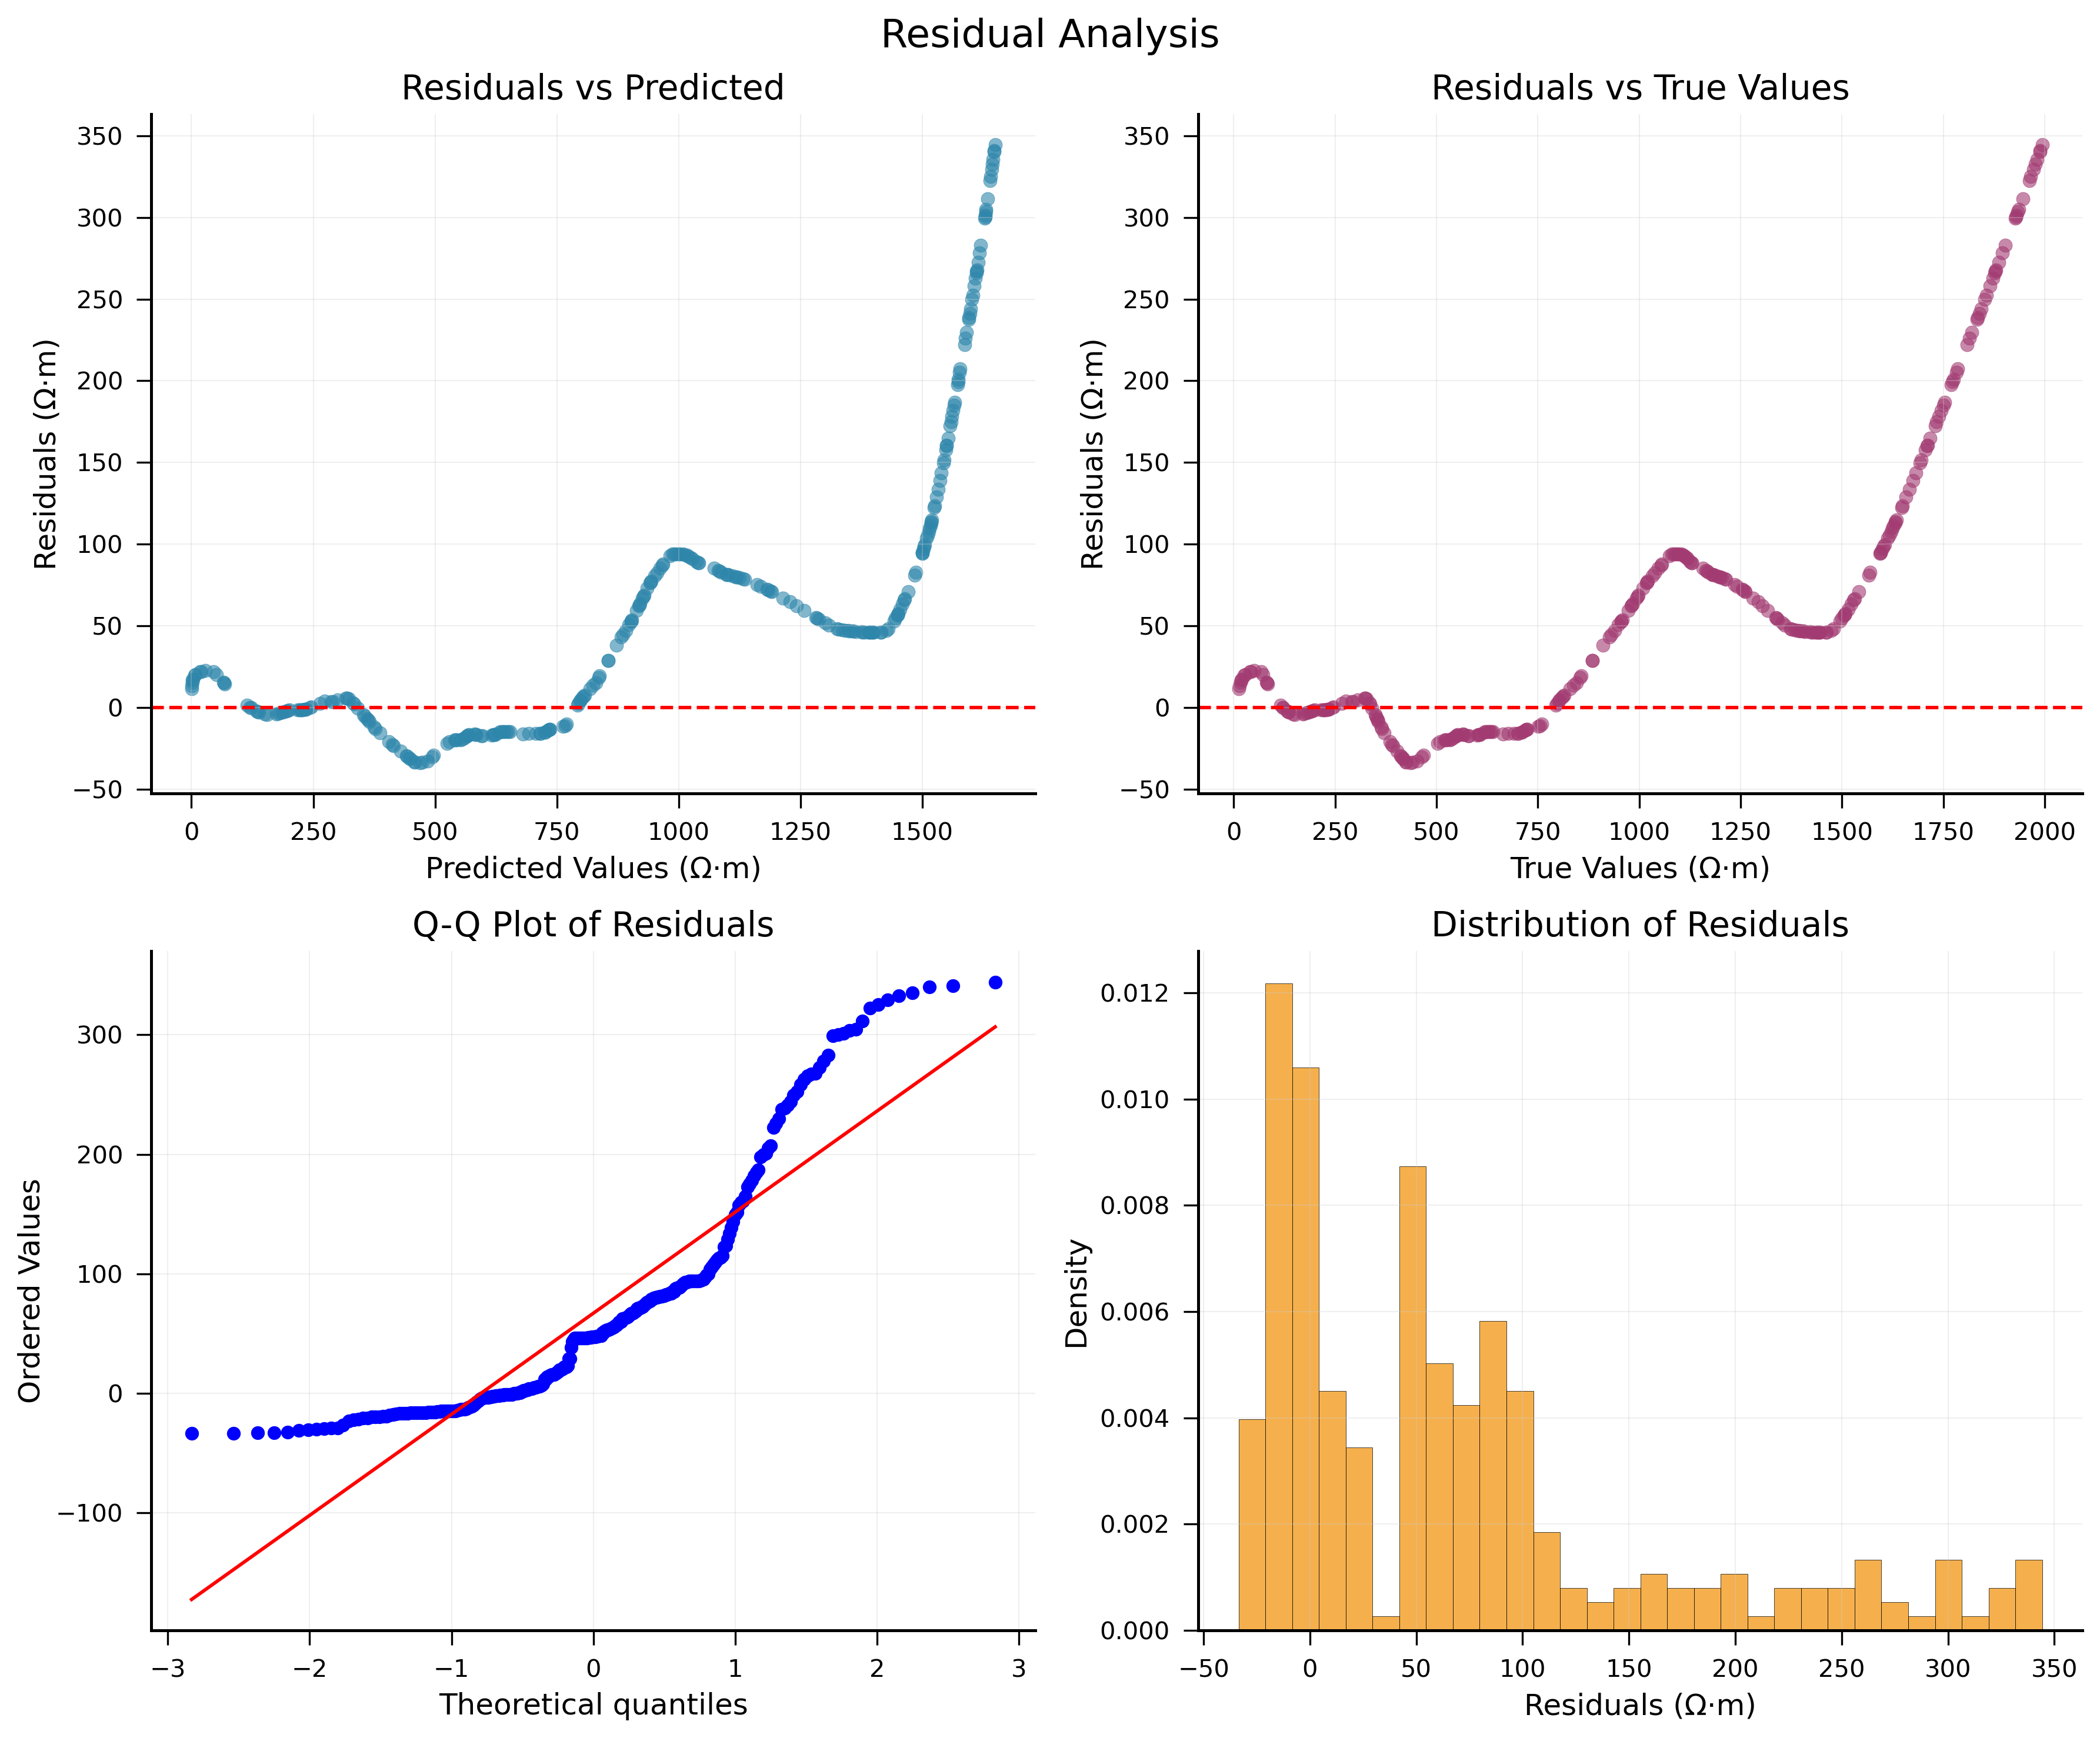 Residual Analysis
Residuals vs Predicted
Residuals (Ω·m)
350
300
250
200
150
100
50
0
−50
0 250 500 750 1000 1250 1500
Predicted Values (Ω·m)
Residuals vs True Values
Residuals (Ω·m)
350
300
250
200
150
100
50
0
−50
0 250 500 750 1000 1250 1500 1750 2000
True Values (Ω·m)
Q-Q Plot of Residuals
Ordered Values
300
200
100
0
−100
−3 −2 −1 0 1 2 3
Theoretical quantiles
Distribution of Residuals
Density
0.012
0.010
0.008
0.006
0.004
0.002
0.000
−50 0 50 100 150 200 250 300 350
Residuals (Ω·m)